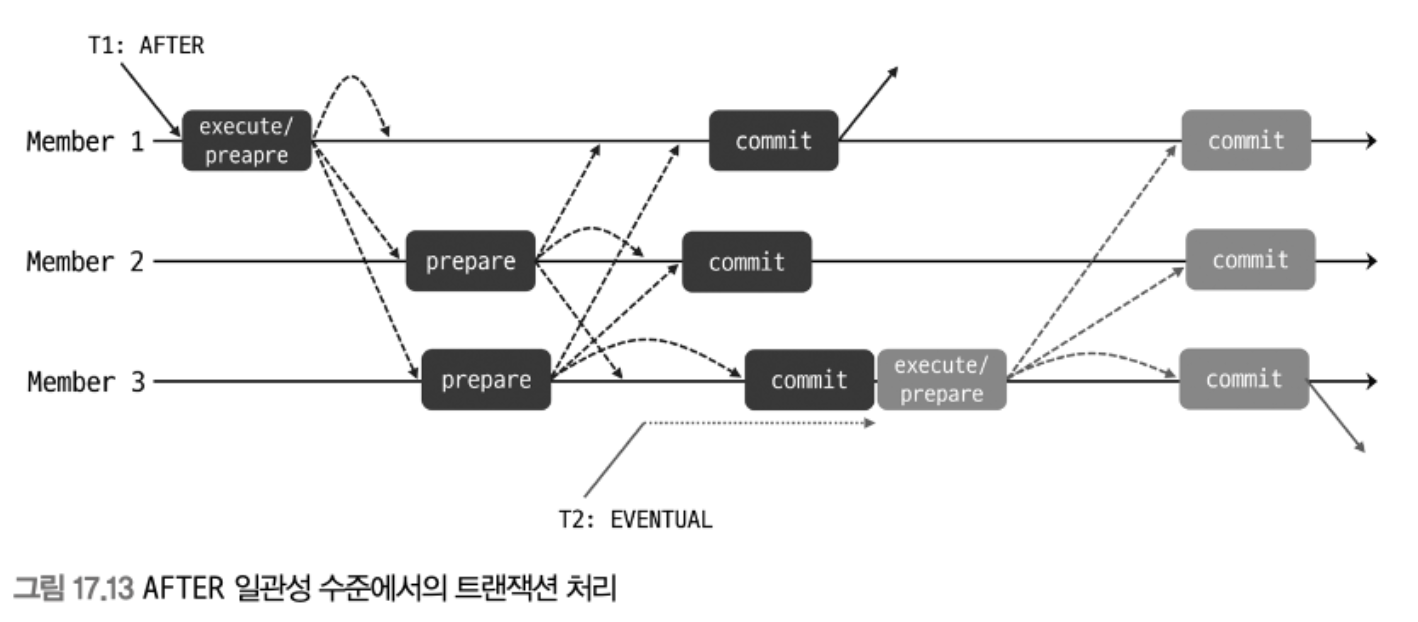 T1: AFTER
Member 1
execute/
preapre
commit
commit
Member 2
prepare
commit
commit
Member 3
prepare
commit
execute/
prepare
commit
T2: EVENTUAL
그림 17.13 AFTER 일관성 수준에서의 트랜잭션 처리